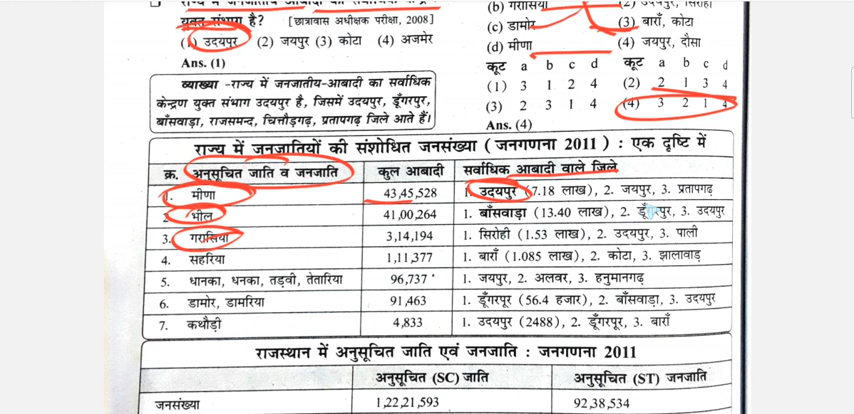 युक्त संभाग है? [छात्रावास अधीक्षक परीक्षा, 2008]
(1) उदयपुर (2) जयपुर (3) कोटा (4) अजमेर
Ans. (1)
व्याख्या -राज्य में जनजातीय-आबादी का सर्वाधिक
केन्द्रण युक्त संभाग उदयपुर है, जिसमें उदयपुर, डूँगरपुर,
बाँसवाड़ा, राजसमन्द, चित्तौड़गढ़, प्रतापगढ़ जिले आते हैं।
(b) गरासिया
(c) डामोर (3) बाराँ, कोटा
(d) मीणा (4) जयपुर, दौसा
कूट a b c d कूट a b c d
(1) 3 1 2 4 (2) 2 1 3 4
(3) 2 3 1 4 (4) 3 2 1 4
Ans. (4)
राज्य में जनजातियों की संशोधित जनसंख्या ( जनगणना 2011 ) : एक दृष्टि में
क्र. अनुसूचित जाति व जनजाति कुल आबादी सर्वाधिक आबादी वाले जिले
1. मीणा 43,45,528 1. उदयपुर (7.18 लाख), 2. जयपुर, 3. प्रतापगढ़
2. भील 41,00,264 1. बाँसवाड़ा (13.40 लाख), 2. डूँगरपुर, 3. उदयपुर
3. गरासिया 3,14,194 1. सिरोही (1.53 लाख), 2. उदयपुर, 3. पाली
4. सहरिया 1,11,377 1. बाराँ (1.085 लाख), 2. कोटा, 3. झालावाड़
5. धानका, धनका, तड़वी, तेतारिया 96,737 1. जयपुर, 2. अलवर, 3. हनुमानगढ़
6. डामोर, डामरिया 91,463 1. डूँगरपूर (56.4 हजार), 2. बाँसवाड़ा, 3. उदयपुर
7. कथौड़ी 4,833 1. उदयपुर (2488), 2. डूँगरपुर, 3. बाराँ
राजस्थान में अनुसूचित जाति एवं जनजाति : जनगणना 2011
अनुसूचित (SC) जाति अनुसूचित (ST) जनजाति
जनसंख्या 1,22,21,593 92,38,534